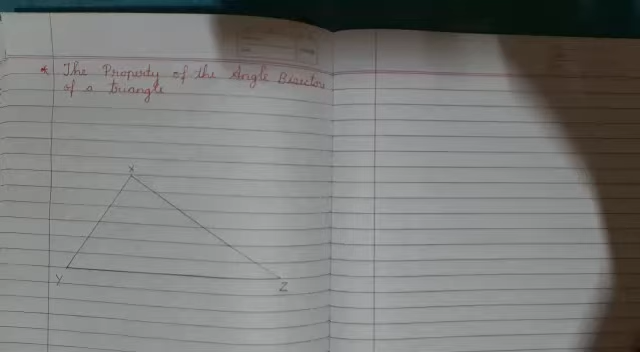 * The Property of the Angle Bisectors
of a triangle
X
Y
Z